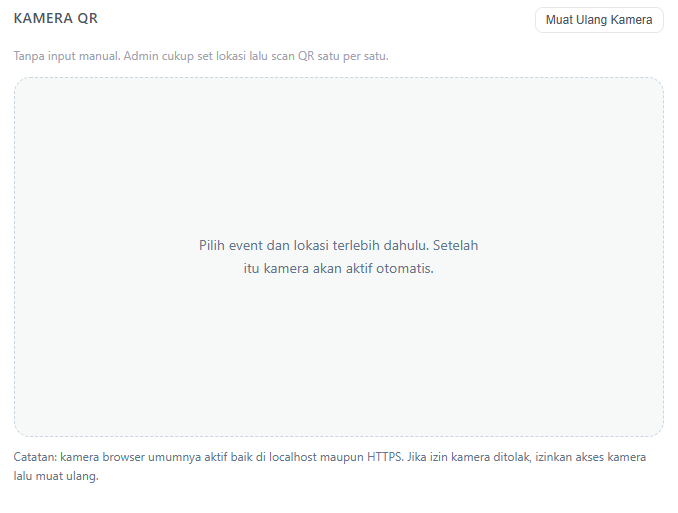 KAMERA QR
Muat Ulang Kamera
Tanpa input manual. Admin cukup set lokasi lalu scan QR satu per satu.
Pilih event dan lokasi terlebih dahulu. Setelah
itu kamera akan aktif otomatis.
Catatan: kamera browser umumnya aktif baik di localhost maupun HTTPS. Jika izin kamera ditolak, izinkan akses kamera
lalu muat ulang.